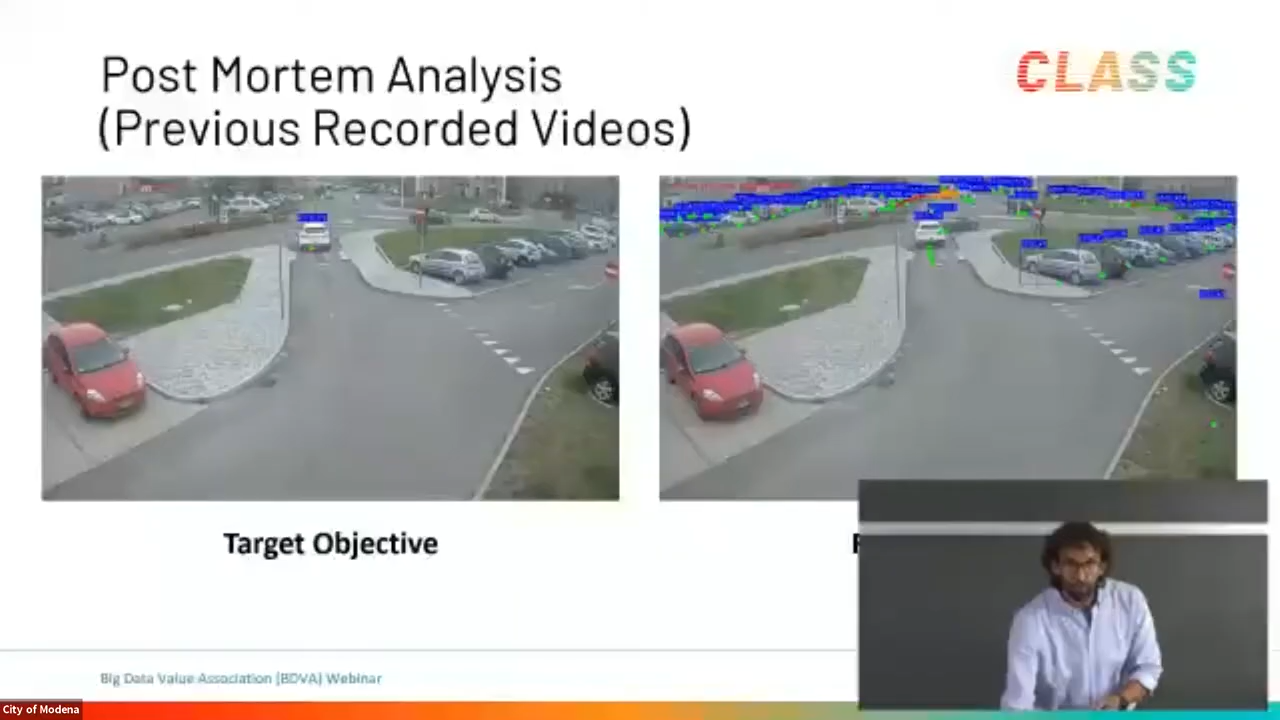 Post Mortem Analysis
(Previous Recorded Videos)
CLASS
Target Objective
Big Data Value Association (BDVA) Webinar
City of Modena